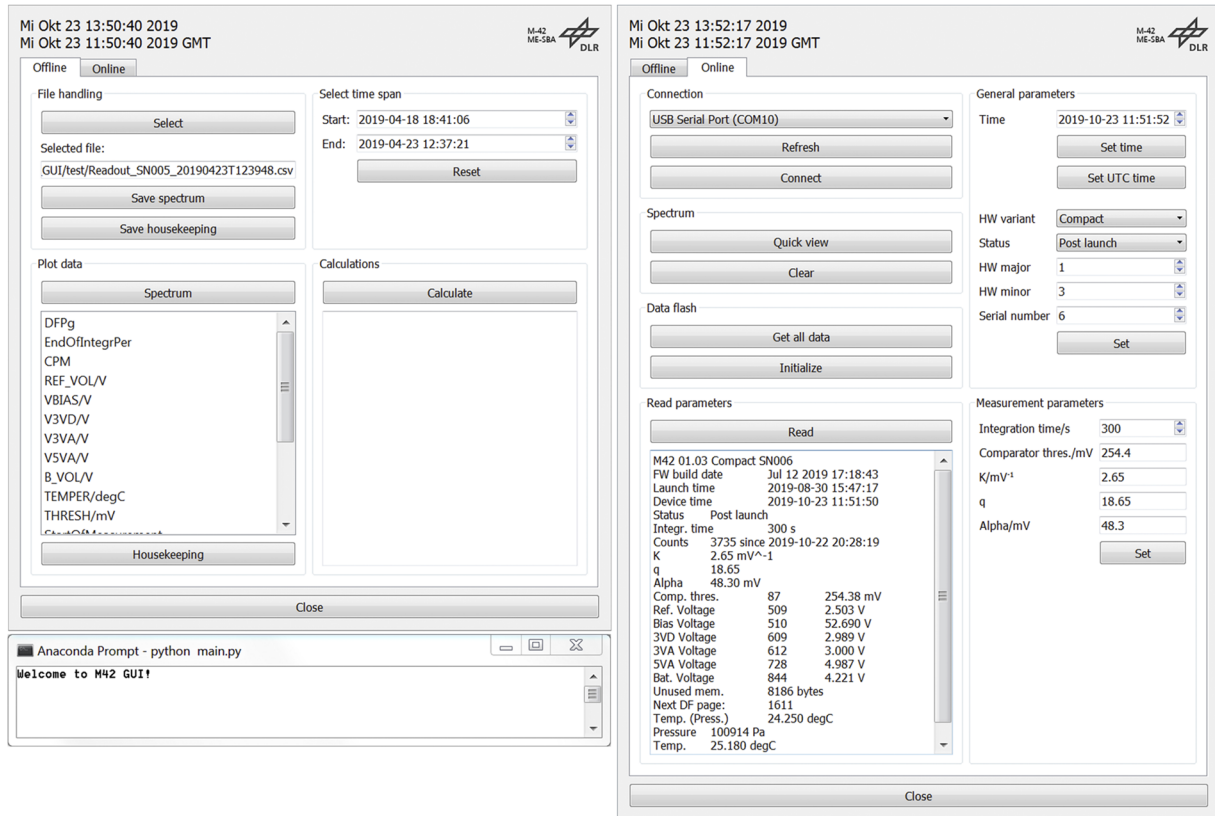 Mi Okt 23 13:50:40 2019
Mi Okt 23 11:50:40 2019 GMT
M-42
ME-SBA
DLR
Offline Online
File handling
Select
Selected file:
GUI/test/Readout_SN005_20190423T123948.csv
Save spectrum
Save housekeeping
Select time span
Start: 2019-04-18 18:41:06
End: 2019-04-23 12:37:21
Reset
Plot data
Spectrum
DFPg
EndOfIntegrPer
CPM
REF_VOL/V
VBIAS/V
V3VD/V
V3VA/V
V5VA/V
B_VOL/V
TEMPER/degC
THRESH/mV
StartOfMeasurement
Housekeeping
Calculations
Calculate
Close
Anaconda Prompt - python main.py
Welcome to M42 GUI!
Mi Okt 23 13:52:17 2019
Mi Okt 23 11:52:17 2019 GMT
M-42
ME-SBA
DLR
Offline Online
Connection
USB Serial Port (COM10)
Refresh
Connect
Spectrum
Quick view
Clear
Data flash
Get all data
Initialize
Read parameters
Read
M42 01.03 Compact SN006
FW build date Jul 12 2019 17:18:43
Launch time 2019-08-30 15:47:17
Device time 2019-10-23 11:51:50
Status Post launch
Integr. time 300 s
Counts 3735 since 2019-10-22 20:28:19
K 2.65 mV^-1
q 18.65
Alpha 48.30 mV
Comp. thres. 87 254.38 mV
Ref. Voltage 509 2.503 V
Bias Voltage 510 52.690 V
3VD Voltage 609 2.989 V
3VA Voltage 612 3.000 V
5VA Voltage 728 4.987 V
Bat. Voltage 844 4.221 V
Unused mem. 8186 bytes
Next DF page: 1611
Temp. (Press.) 24.250 degC
Pressure 100914 Pa
Temp. 25.180 degC
General parameters
Time 2019-10-23 11:51:52
Set time
Set UTC time
HW variant Compact
Status Post launch
HW major 1
HW minor 3
Serial number 6
Set
Measurement parameters
Integration time/s 300
Comparator thres./mV 254.4
K/mV⁻¹ 2.65
q 18.65
Alpha/mV 48.3
Set
Close